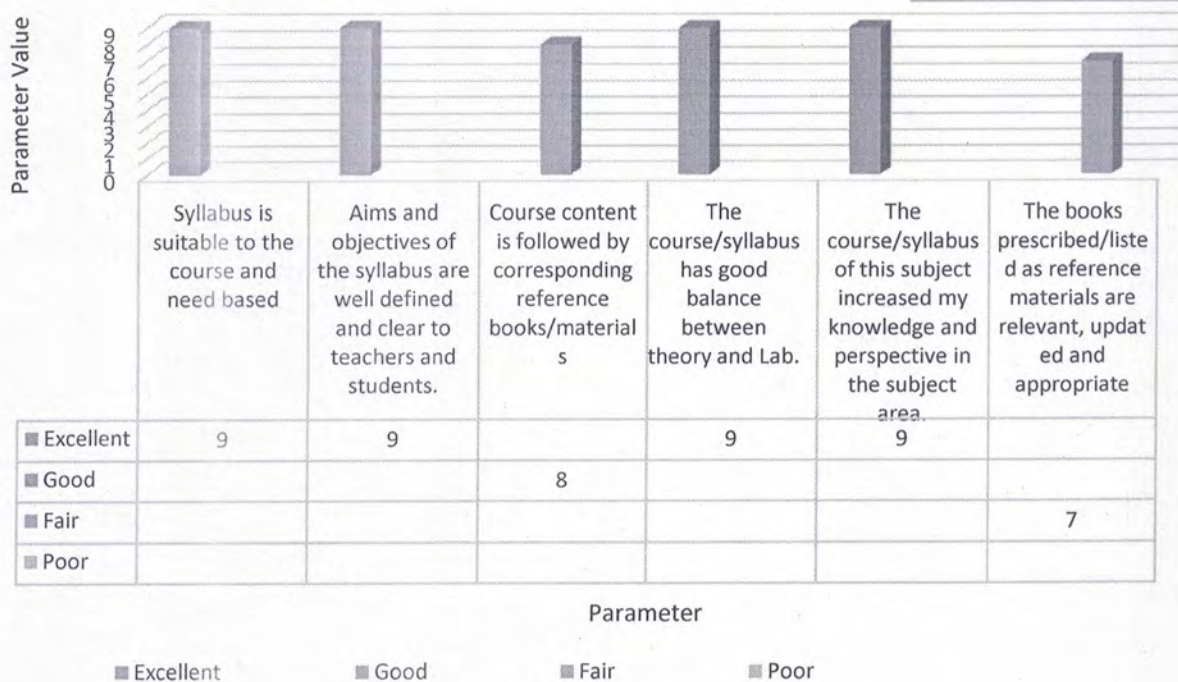 Parameter Value
9
8
7
6
5
4
3
2
1
0
Syllabus is
suitable to the
course and
need based
Aims and
objectives of
the syllabus are
well defined
and clear to
teachers and
students.
Course content
is followed by
corresponding
reference
books/material
s
The
course/syllabus
has good
balance
between
theory and Lab.
The
course/syllabus
of this subject
increased my
knowledge and
perspective in
the subject
area.
The books
prescribed/liste
d as reference
materials are
relevant, updat
ed and
appropriate
Excellent 9 9 9 9
Good 8
Fair 7
Poor
Parameter
Excellent Good Fair Poor